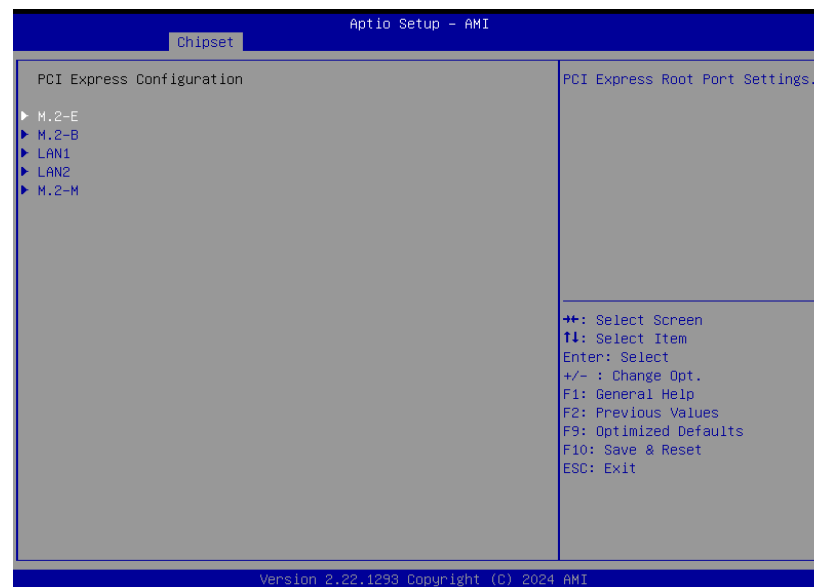 Aptio Setup – AMI
Chipset
PCI Express Configuration
▶ M.2-E
▶ M.2-B
▶ LAN1
▶ LAN2
▶ M.2-M
PCI Express Root Port Settings.
→←: Select Screen
↑↓: Select Item
Enter: Select
+/- : Change Opt.
F1: General Help
F2: Previous Values
F9: Optimized Defaults
F10: Save & Reset
ESC: Exit
Version 2.22.1293 Copyright (C) 2024 AMI